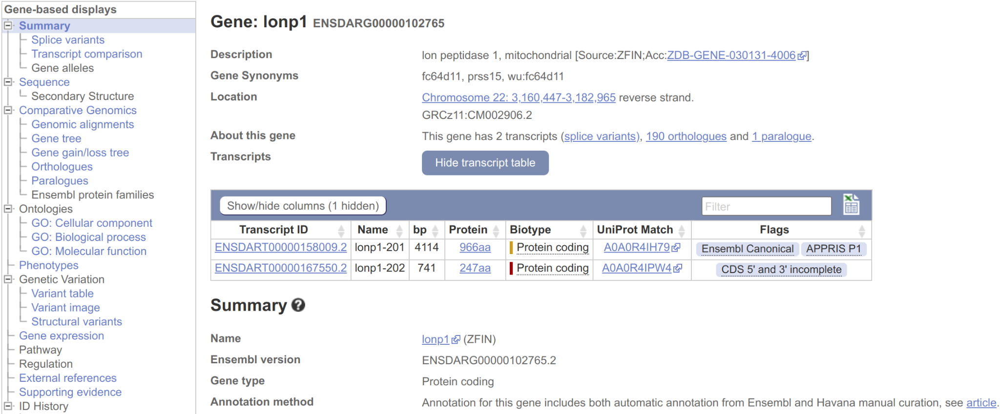 Gene-based displays
Summary
Splice variants
Transcript comparison
Gene alleles
Sequence
Secondary Structure
Comparative Genomics
Genomic alignments
Gene tree
Gene gain/loss tree
Orthologues
Paralogues
Ensembl protein families
Ontologies
GO: Cellular component
GO: Biological process
GO: Molecular function
Phenotypes
Genetic Variation
Variant table
Variant image
Structural variants
Gene expression
Pathway
Regulation
External references
Supporting evidence
ID History
Gene: lonp1 ENSDARG00000102765
Description lon peptidase 1, mitochondrial [Source:ZFIN;Acc:ZDB-GENE-030131-4006]
Gene Synonyms fc64d11, prss15, wu:fc64d11
Location Chromosome 22: 3,160,447-3,182,965 reverse strand.
GRCz11:CM002906.2
About this gene This gene has 2 transcripts (splice variants), 190 orthologues and 1 paralogue.
Transcripts Hide transcript table
Show/hide columns (1 hidden) Filter
Transcript ID Name bp Protein Biotype UniProt Match Flags
ENSDART00000158009.2 lonp1-201 4114 966aa Protein coding A0A0R4IH79 Ensembl Canonical APPRIS P1
ENSDART00000167550.2 lonp1-202 741 247aa Protein coding A0A0R4IPW4 CDS 5' and 3' incomplete
Summary ?
Name lonp1 (ZFIN)
Ensembl version ENSDARG00000102765.2
Gene type Protein coding
Annotation method Annotation for this gene includes both automatic annotation from Ensembl and Havana manual curation, see article.